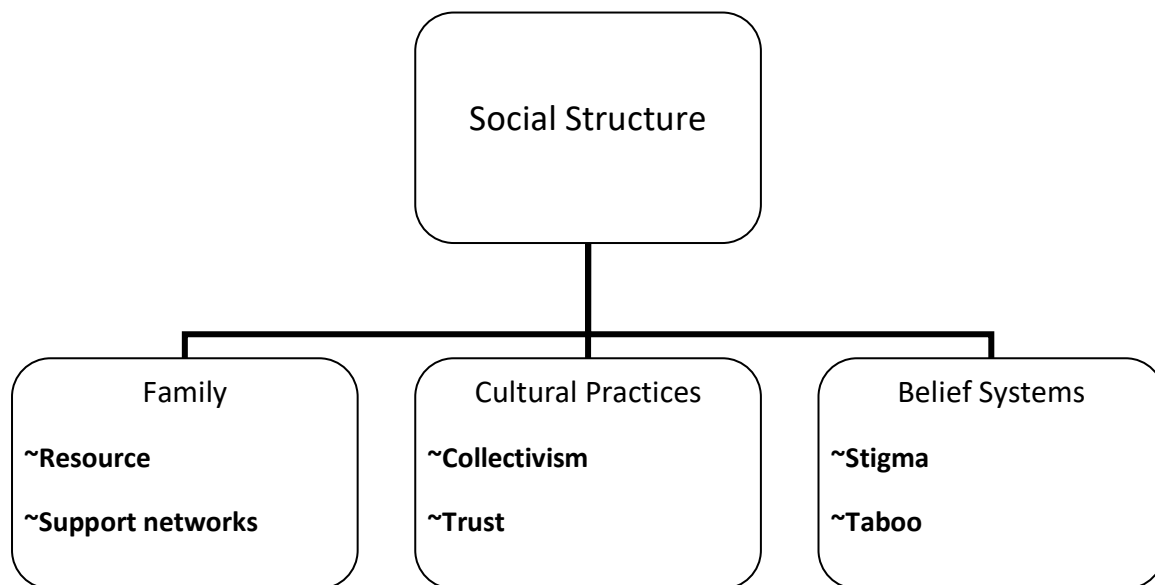 Social Structure
Family
~Resource
~Support networks
Cultural Practices
~Collectivism
~Trust
Belief Systems
~Stigma
~Taboo